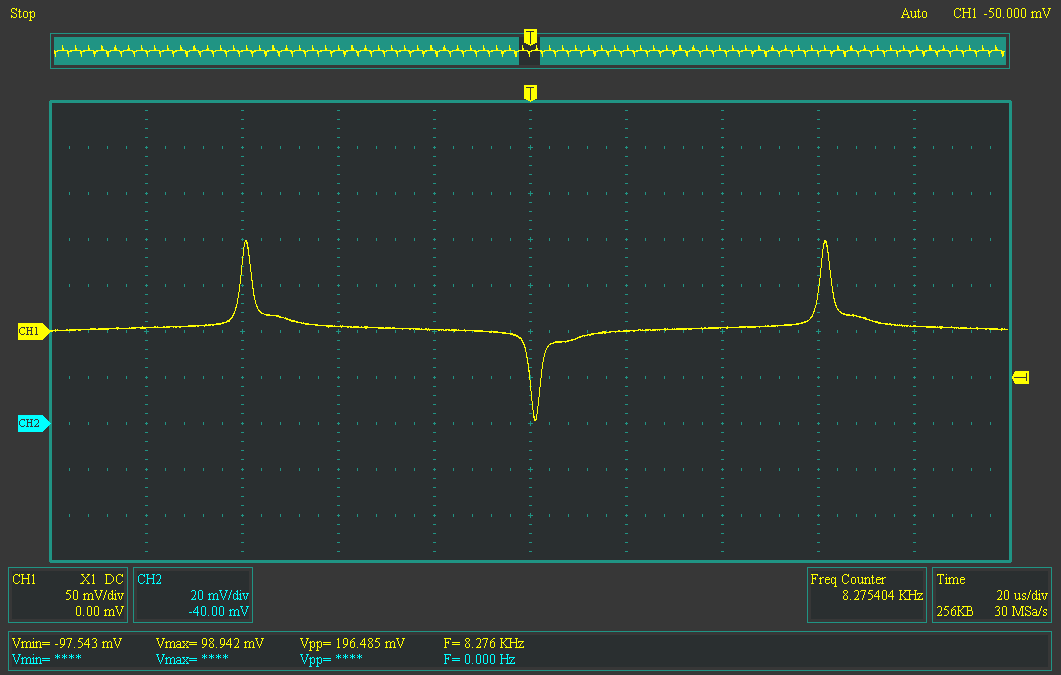 Stop Auto CH1 -50.000 mV
T
T
CH1
T
CH2
CH1 X1 DC
50 mV/div
0.00 mV
CH2
20 mV/div
-40.00 mV
Freq Counter
8.275404 KHz
Time
20 us/div
256KB 30 MSa/s
Vmin= -97.543 mV Vmax= 98.942 mV Vpp= 196.485 mV F= 8.276 KHz
Vmin= **** Vmax= **** Vpp= **** F= 0.000 Hz